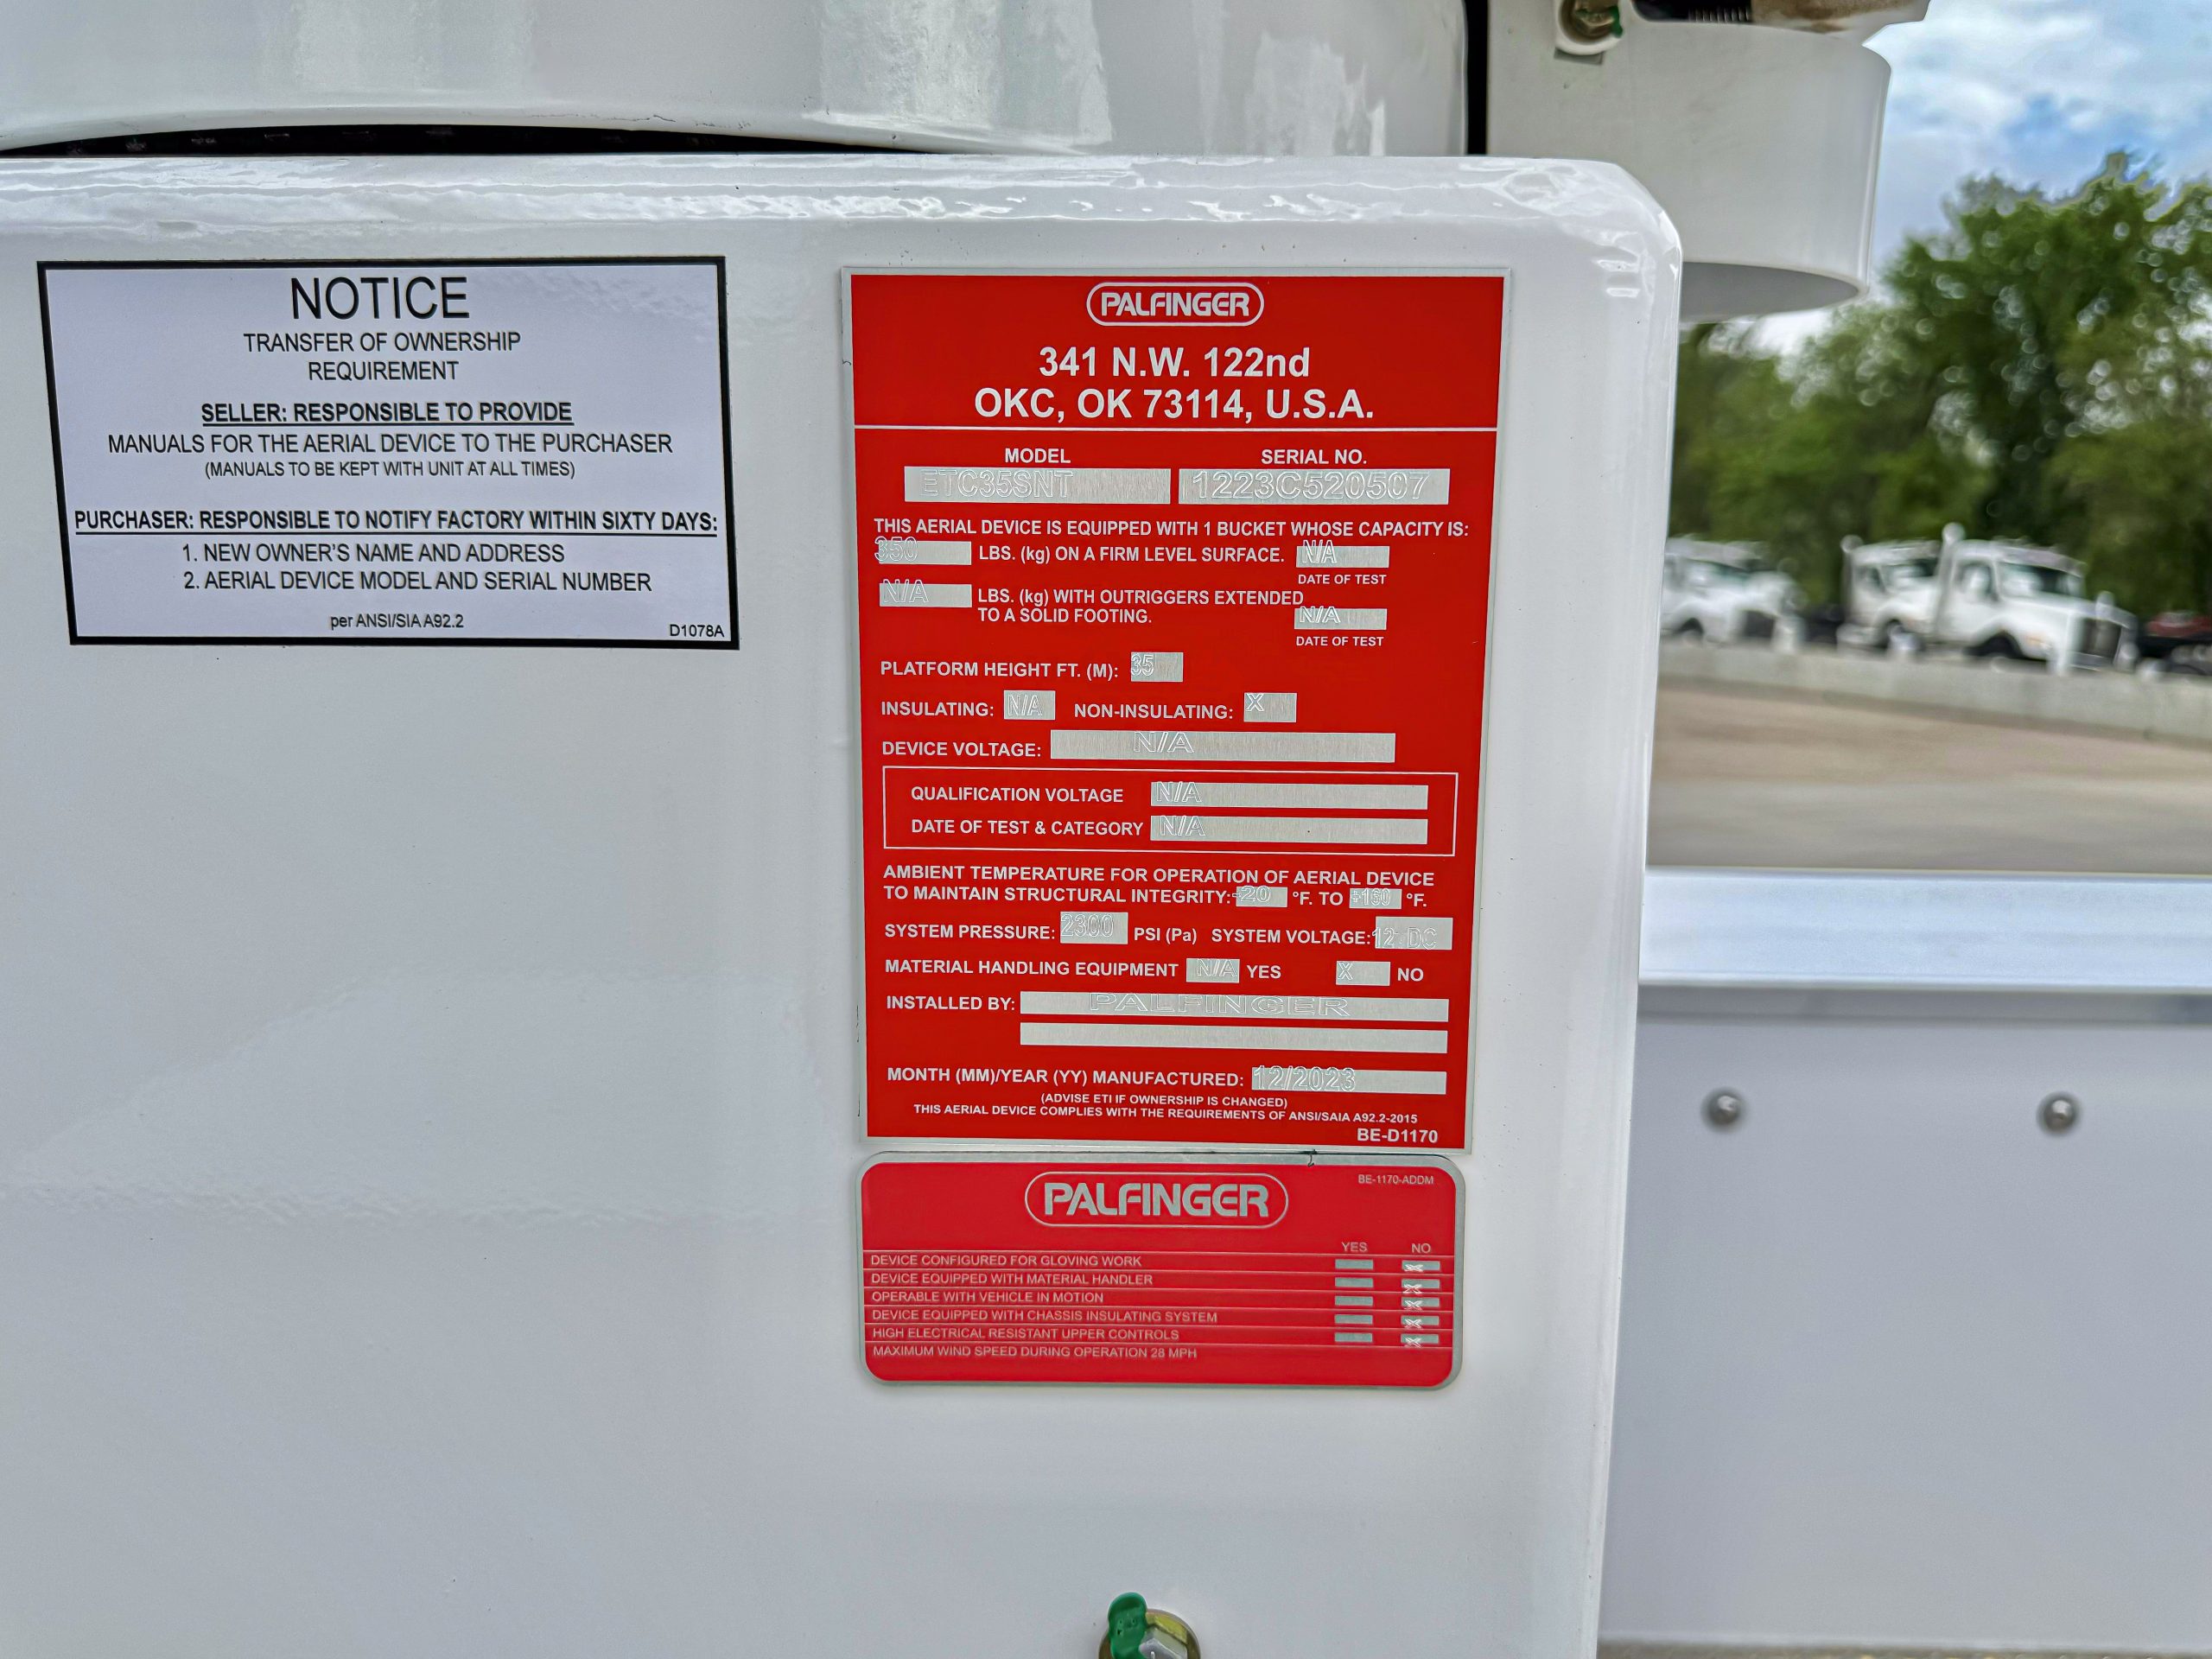 NOTICE
TRANSFER OF OWNERSHIP
REQUIREMENT
SELLER: RESPONSIBLE TO PROVIDE
MANUALS FOR THE AERIAL DEVICE TO THE PURCHASER
(MANUALS TO BE KEPT WITH UNIT AT ALL TIMES)
PURCHASER: RESPONSIBLE TO NOTIFY FACTORY WITHIN SIXTY DAYS:
1. NEW OWNER'S NAME AND ADDRESS
2. AERIAL DEVICE MODEL AND SERIAL NUMBER
per ANSI/SIA A92.2
D1078A
PALFINGER
341 N.W. 122nd
OKC, OK 73114, U.S.A.
MODEL SERIAL NO.
ETC35SNT 1223C520507
THIS AERIAL DEVICE IS EQUIPPED WITH 1 BUCKET WHOSE CAPACITY IS:
350 LBS. (kg) ON A FIRM LEVEL SURFACE. N/A
DATE OF TEST
N/A LBS. (kg) WITH OUTRIGGERS EXTENDED
TO A SOLID FOOTING. N/A
DATE OF TEST
PLATFORM HEIGHT FT. (M): 35
INSULATING: N/A NON-INSULATING: X
DEVICE VOLTAGE: N/A
QUALIFICATION VOLTAGE N/A
DATE OF TEST & CATEGORY N/A
AMBIENT TEMPERATURE FOR OPERATION OF AERIAL DEVICE
TO MAINTAIN STRUCTURAL INTEGRITY: -20 °F. TO +160 °F.
SYSTEM PRESSURE: 2300 PSI (Pa) SYSTEM VOLTAGE: 12 DC
MATERIAL HANDLING EQUIPMENT N/A YES X NO
INSTALLED BY: PALFINGER
MONTH (MM)/YEAR (YY) MANUFACTURED: 12/2023
(ADVISE ETI IF OWNERSHIP IS CHANGED)
THIS AERIAL DEVICE COMPLIES WITH THE REQUIREMENTS OF ANSI/SAIA A92.2-2015
BE-D1170
BE-1170-ADDM
PALFINGER
YES NO
DEVICE CONFIGURED FOR GLOVING WORK X
DEVICE EQUIPPED WITH MATERIAL HANDLER X
OPERABLE WITH VEHICLE IN MOTION X
DEVICE EQUIPPED WITH CHASSIS INSULATING SYSTEM X
HIGH ELECTRICAL RESISTANT UPPER CONTROLS X
MAXIMUM WIND SPEED DURING OPERATION 28 MPH